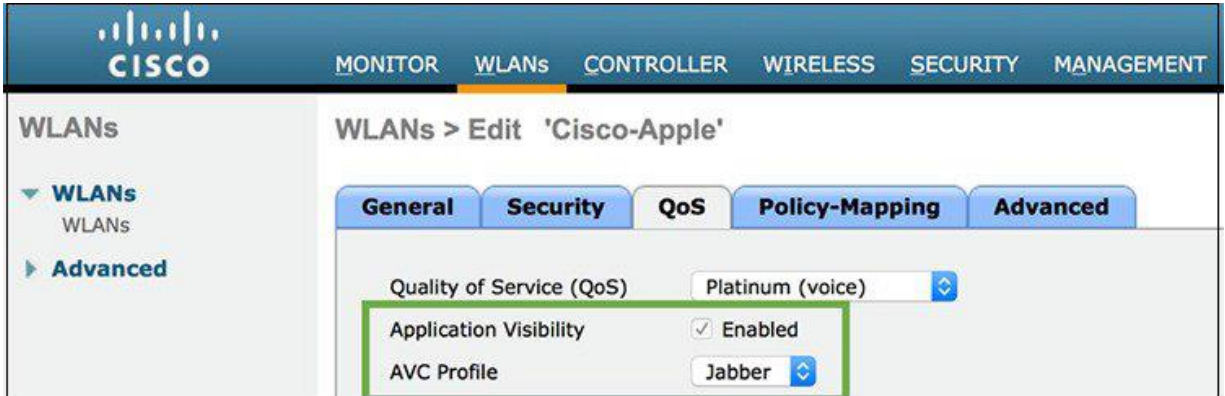 CISCO
MONITOR WLANs CONTROLLER WIRELESS SECURITY MANAGEMENT
WLANs
WLANs > Edit 'Cisco-Apple'
WLANs
WLANs
Advanced
General Security QoS Policy-Mapping Advanced
Quality of Service (QoS) Platinum (voice)
Application Visibility Enabled
AVC Profile Jabber